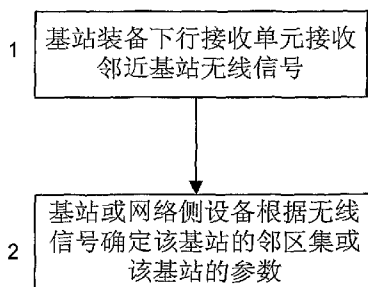 1
基站装备下行接收单元接收
邻近基站无线信号
2
基站或网络侧设备根据无线
信号确定该基站的邻区集或
该基站的参数